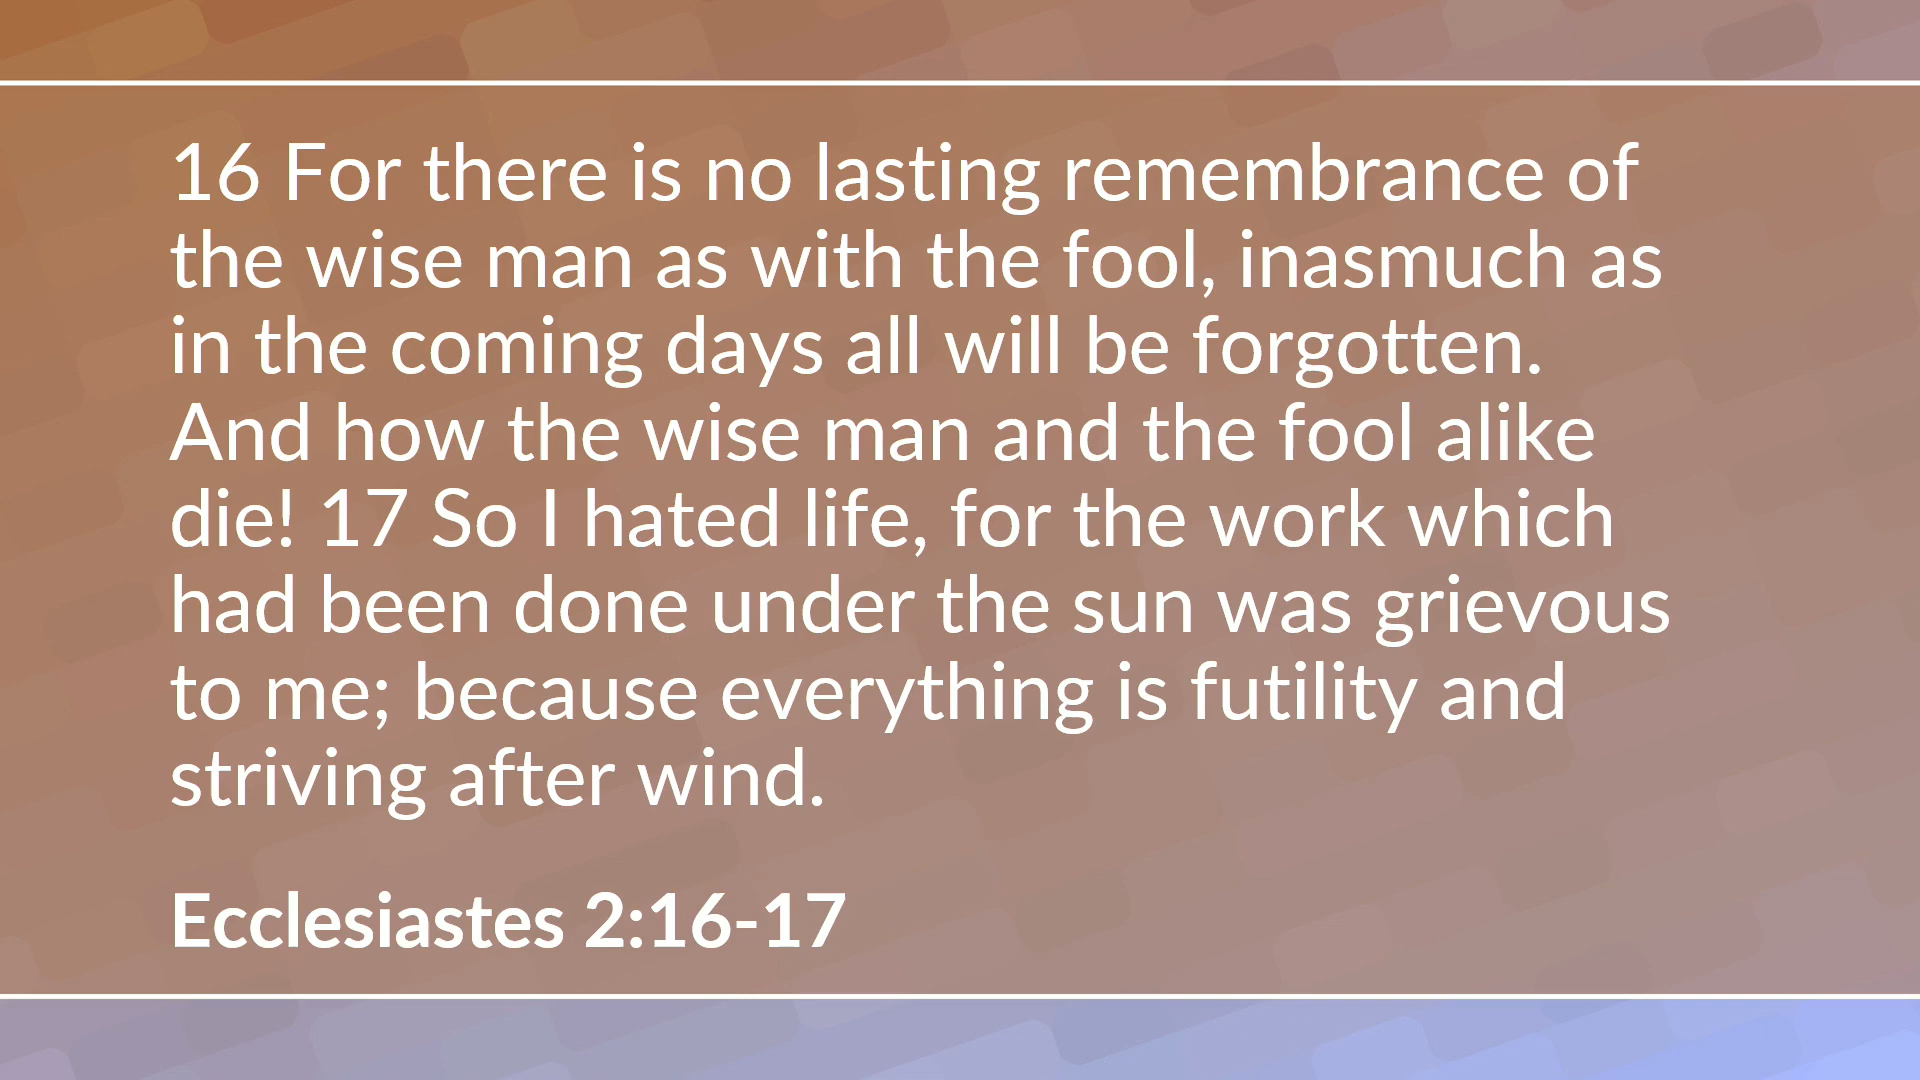 16 For there is no lasting remembrance of
the wise man as with the fool, inasmuch as
in the coming days all will be forgotten.
And how the wise man and the fool alike
die! 17 So I hated life, for the work which
had been done under the sun was grievous
to me; because everything is futility and
striving after wind.
Ecclesiastes 2:16-17